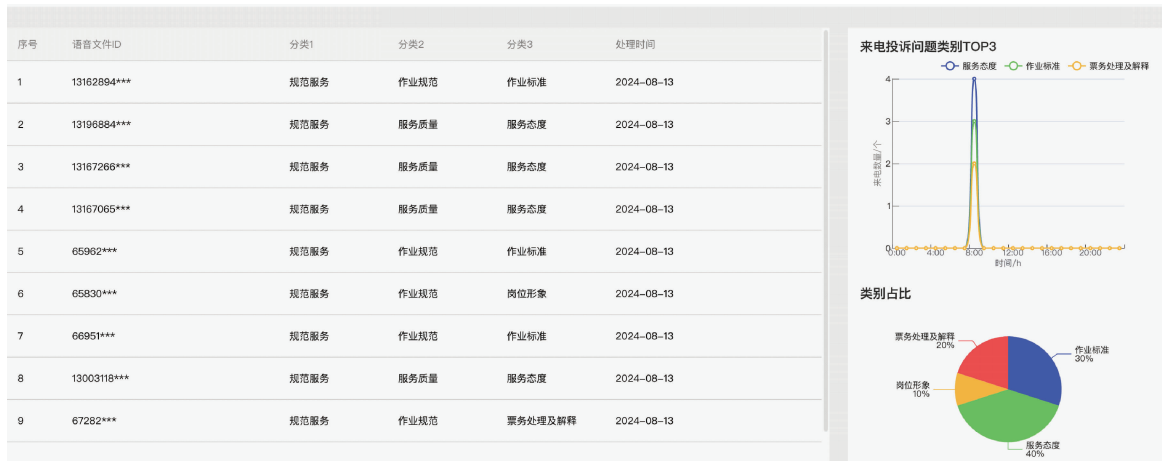 序号 语音文件ID 分类1 分类2 分类3 处理时间
1 13162894*** 规范服务 作业规范 作业标准 2024-08-13
2 13196884*** 规范服务 服务质量 服务态度 2024-08-13
3 13167266*** 规范服务 服务质量 服务态度 2024-08-13
4 13167065*** 规范服务 服务质量 服务态度 2024-08-13
5 65962*** 规范服务 作业规范 作业标准 2024-08-13
6 65830*** 规范服务 作业规范 岗位形象 2024-08-13
7 66951*** 规范服务 作业规范 作业标准 2024-08-13
8 13003118*** 规范服务 服务质量 服务态度 2024-08-13
9 67282*** 规范服务 作业规范 票务处理及解释 2024-08-13
来电投诉问题类别TOP3
服务态度 作业标准 票务处理及解释
4
3
2
1
0
来电数量/个
0:00 4:00 8:00 12:00 16:00 20:00
时间/h
类别占比
票务处理及解释
20%
作业标准
30%
岗位形象
10%
服务态度
40%